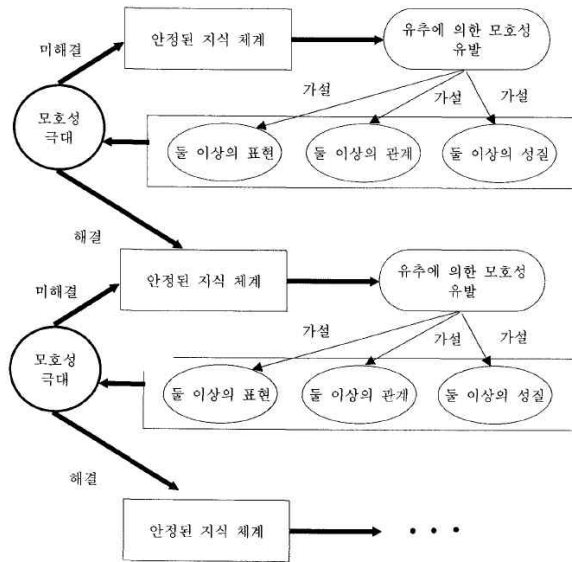 미해결
안정된 지식 체계
유추에 의한 모호성
유발
가설
가설
가설
모호성
극대
둘 이상의 표현
둘 이상의 관계
둘 이상의 성질
해결
미해결
안정된 지식 체계
유추에 의한 모호성
유발
가설
가설
가설
모호성
극대
둘 이상의 표현
둘 이상의 관계
둘 이상의 성질
해결
안정된 지식 체계
• • •